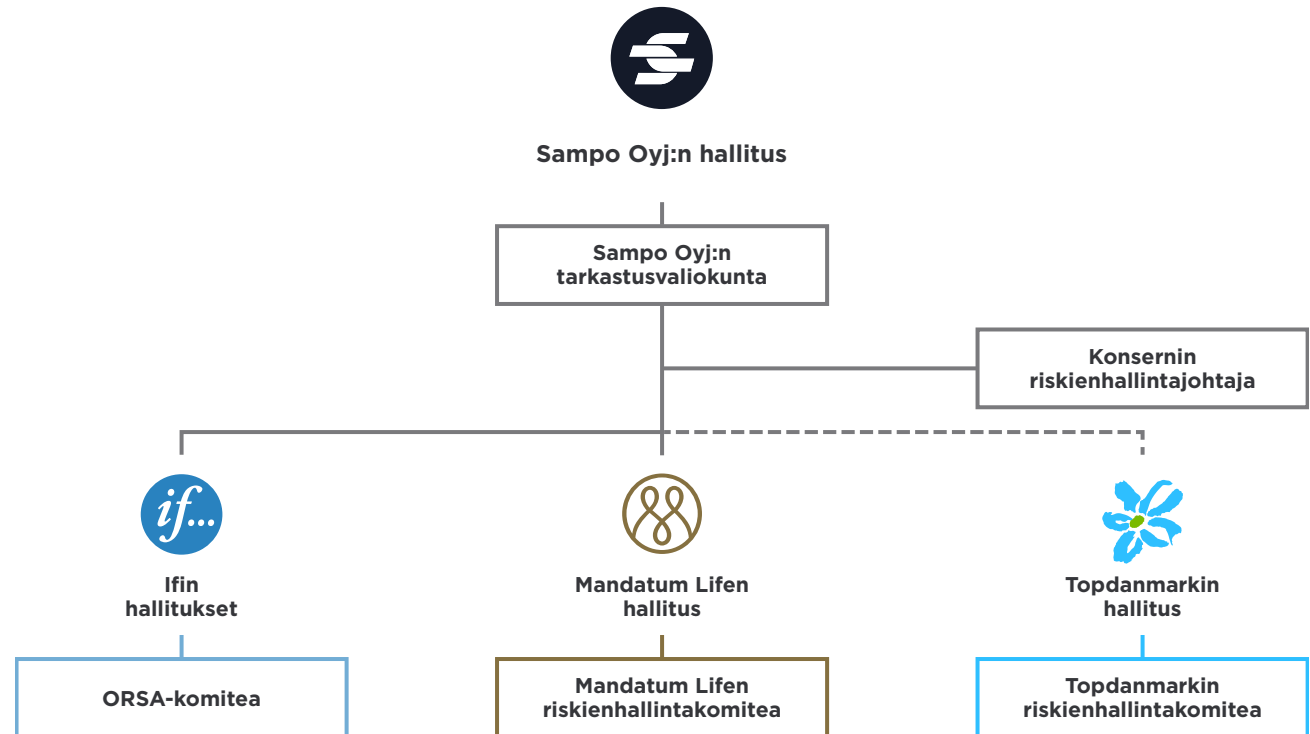 Sampo Oyj:n hallitus
Sampo Oyj:n
tarkastusvaliokunta
Konsernin
riskienhallintajohtaja
if...
Ifin
hallitukset
Mandatum Lifen
hallitus
Topdanmarkin
hallitus
ORSA-komitea
Mandatum Lifen
riskienhallintakomitea
Topdanmarkin
riskienhallintakomitea